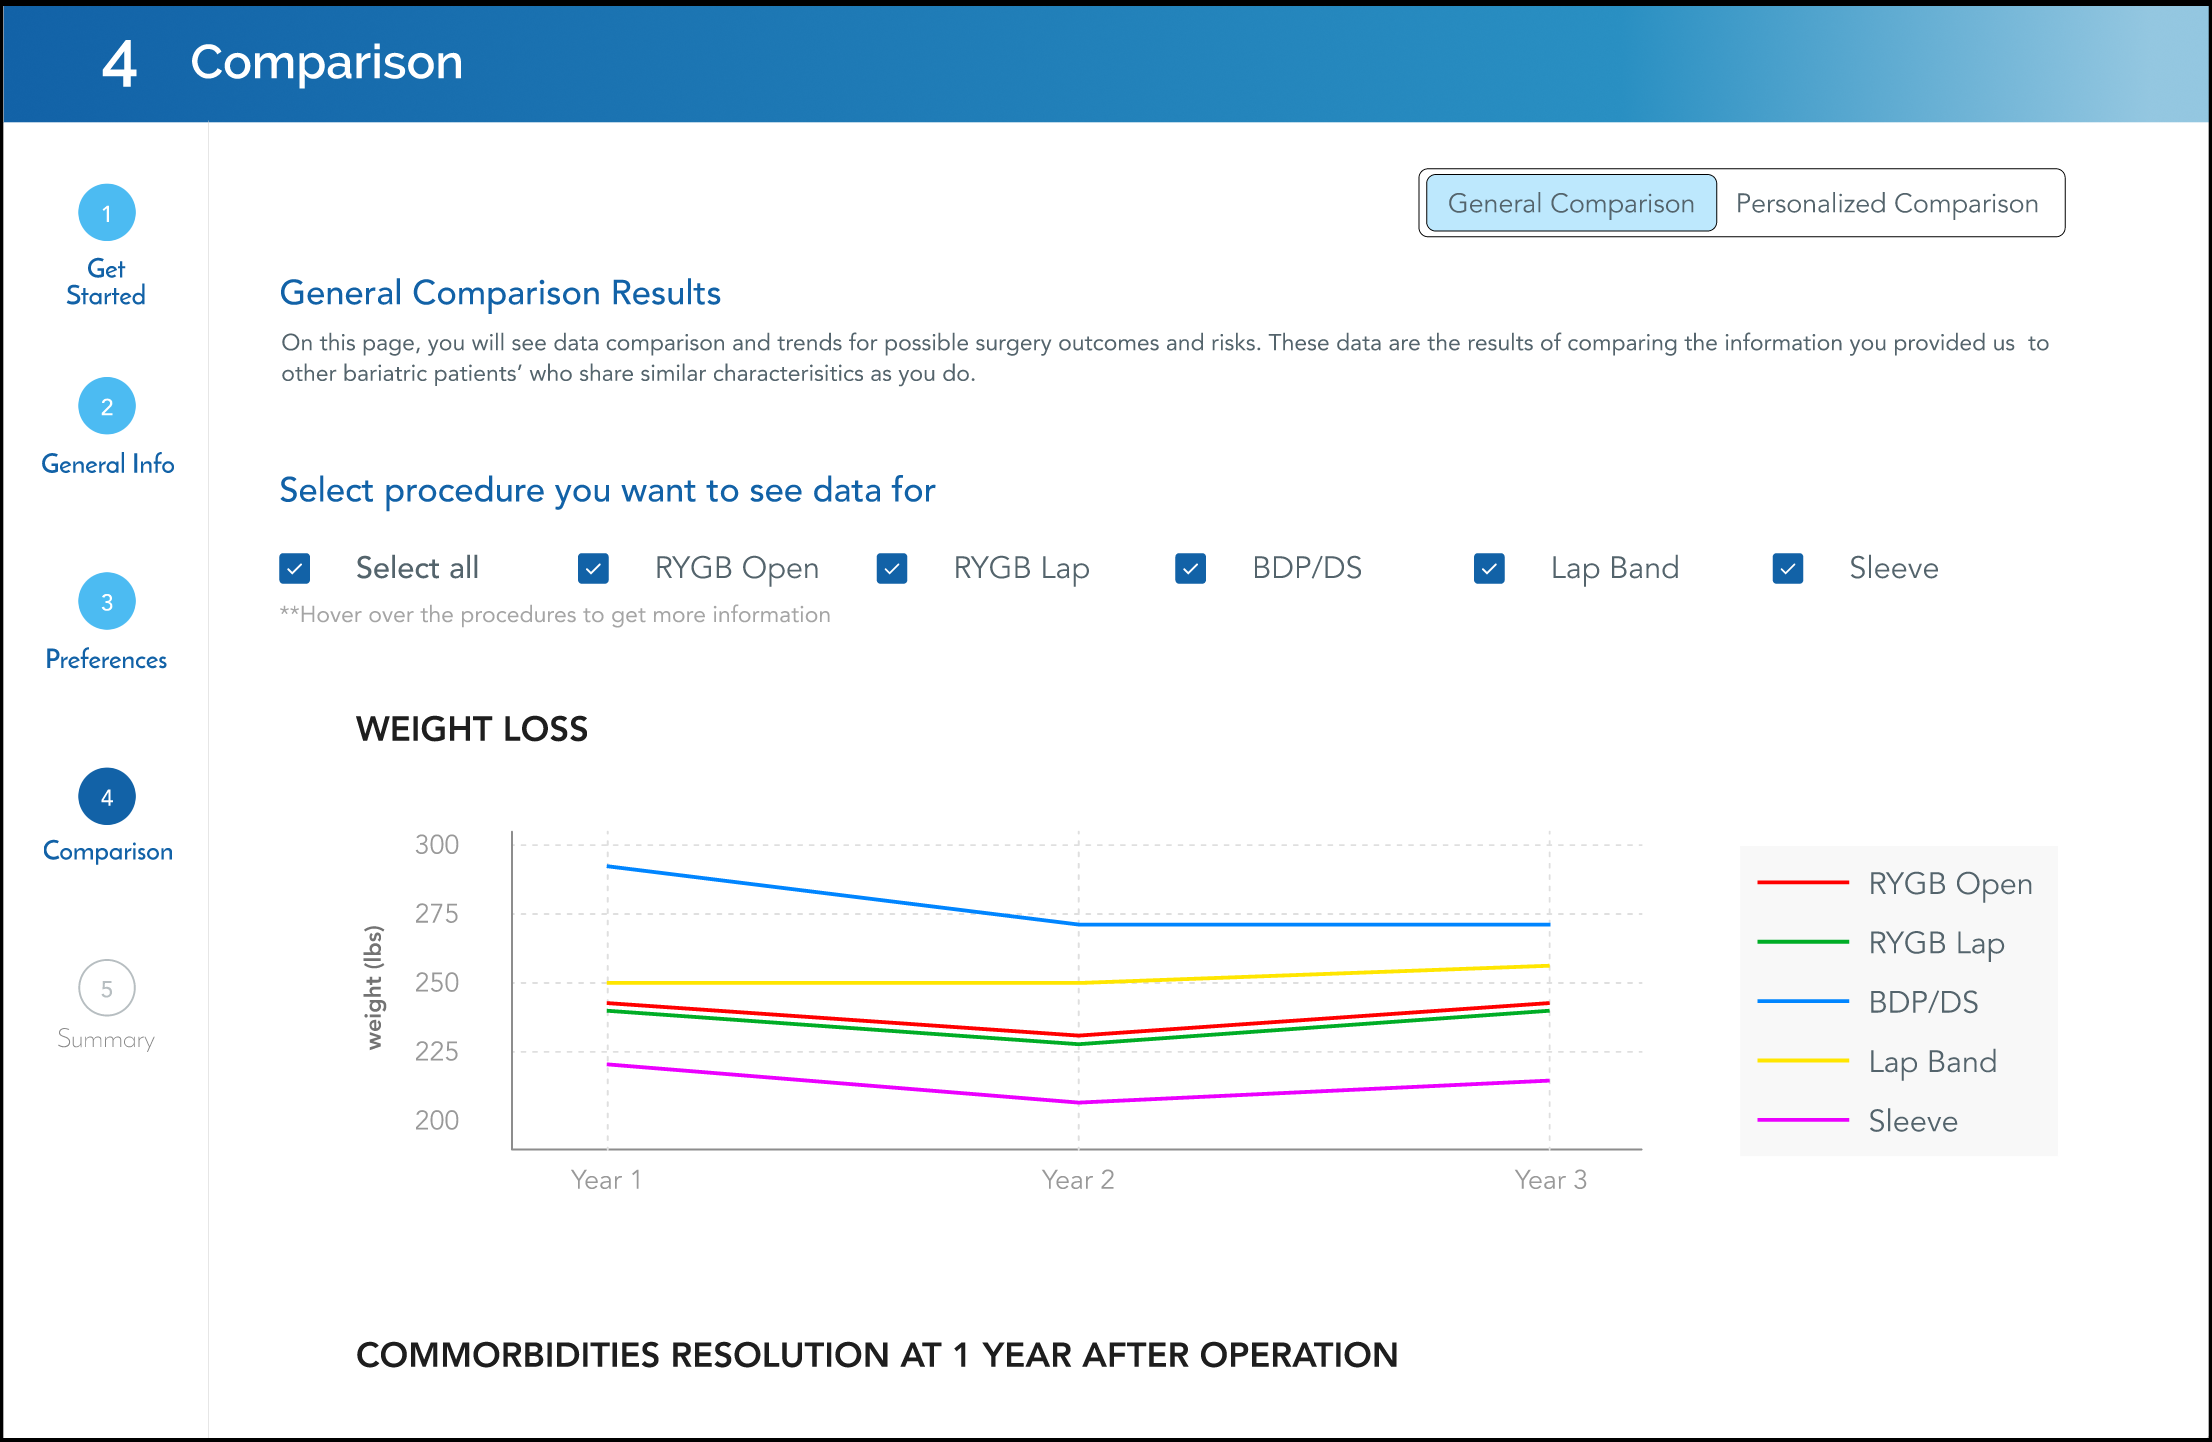 4 Comparison
1
Get
Started
2
General Info
3
Preferences
4
Comparison
5
Summary
General Comparison Personalized Comparison
General Comparison Results
On this page, you will see data comparison and trends for possible surgery outcomes and risks. These data are the results of comparing the information you provided us to
other bariatric patients’ who share similar characterisitics as you do.
Select procedure you want to see data for
Select all RYGB Open RYGB Lap BDP/DS Lap Band Sleeve
**Hover over the procedures to get more information
WEIGHT LOSS
weight (lbs)
300
275
250
225
200
Year 1 Year 2 Year 3
RYGB Open
RYGB Lap
BDP/DS
Lap Band
Sleeve
COMMORBIDITIES RESOLUTION AT 1 YEAR AFTER OPERATION